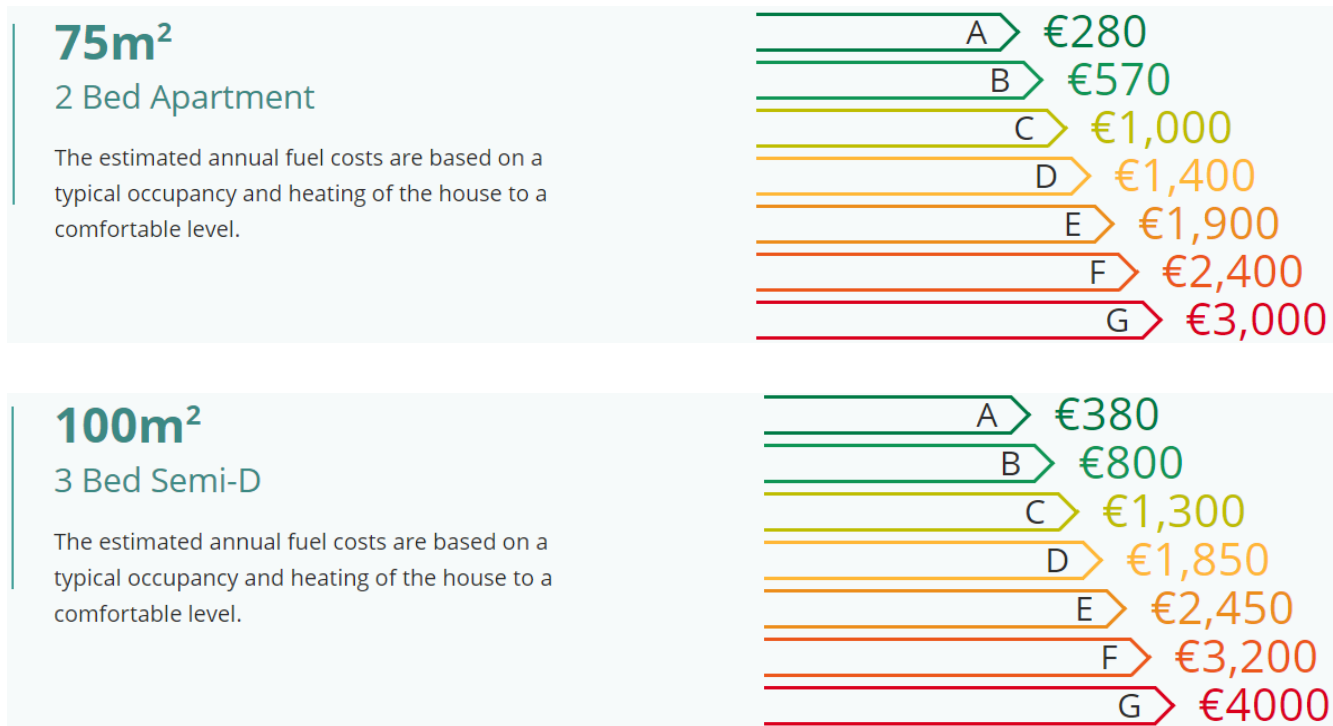 75m²
2 Bed Apartment
The estimated annual fuel costs are based on a
typical occupancy and heating of the house to a
comfortable level.
A €280
B €570
C €1,000
D €1,400
E €1,900
F €2,400
G €3,000
100m²
3 Bed Semi-D
The estimated annual fuel costs are based on a
typical occupancy and heating of the house to a
comfortable level.
A €380
B €800
C €1,300
D €1,850
E €2,450
F €3,200
G €4000